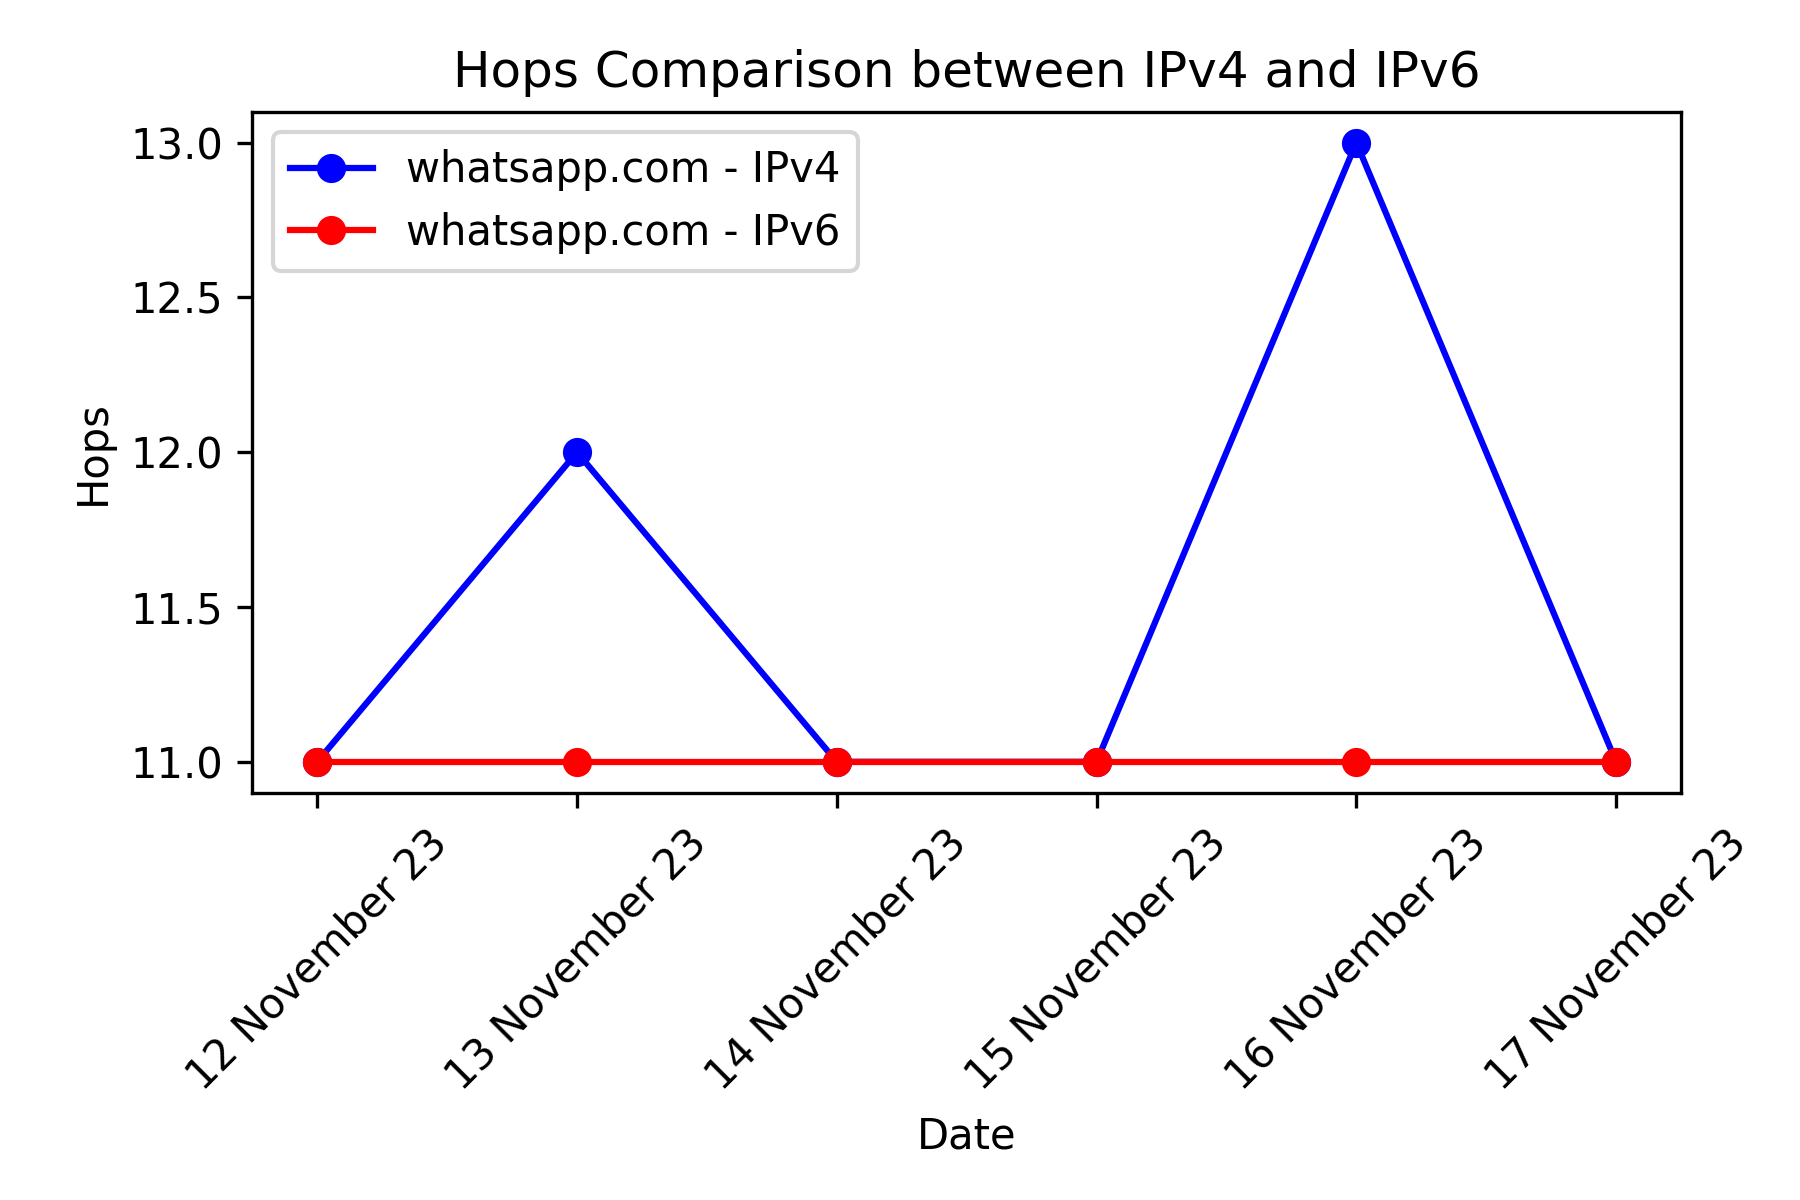 Hops Comparison between IPv4 and IPv6
whatsapp.com - IPv4
whatsapp.com - IPv6
13.0
12.5
12.0
11.5
11.0
Hops
12 November 23
13 November 23
14 November 23
15 November 23
16 November 23
17 November 23
Date